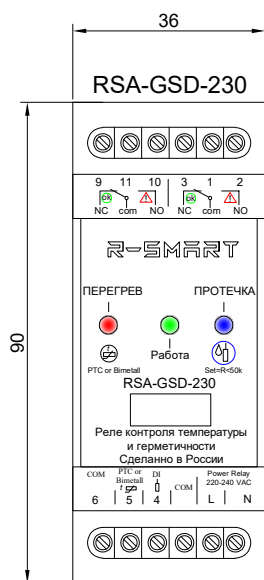 36
RSA-GSD-230
90
9 11 10 3 1 2
ok ok
NC com NO NC com NO
R-SMART
ПЕРЕГРЕВ ПРОТЕЧКА
Работа
PTC or Bimetall Set=R<50k
RSA-GSD-230
Реле контроля температуры
и герметичности
Сделанно в России
COM PTC or Bimetall DI COM Power Relay
220-240 VAC
t
6 5 4 L N